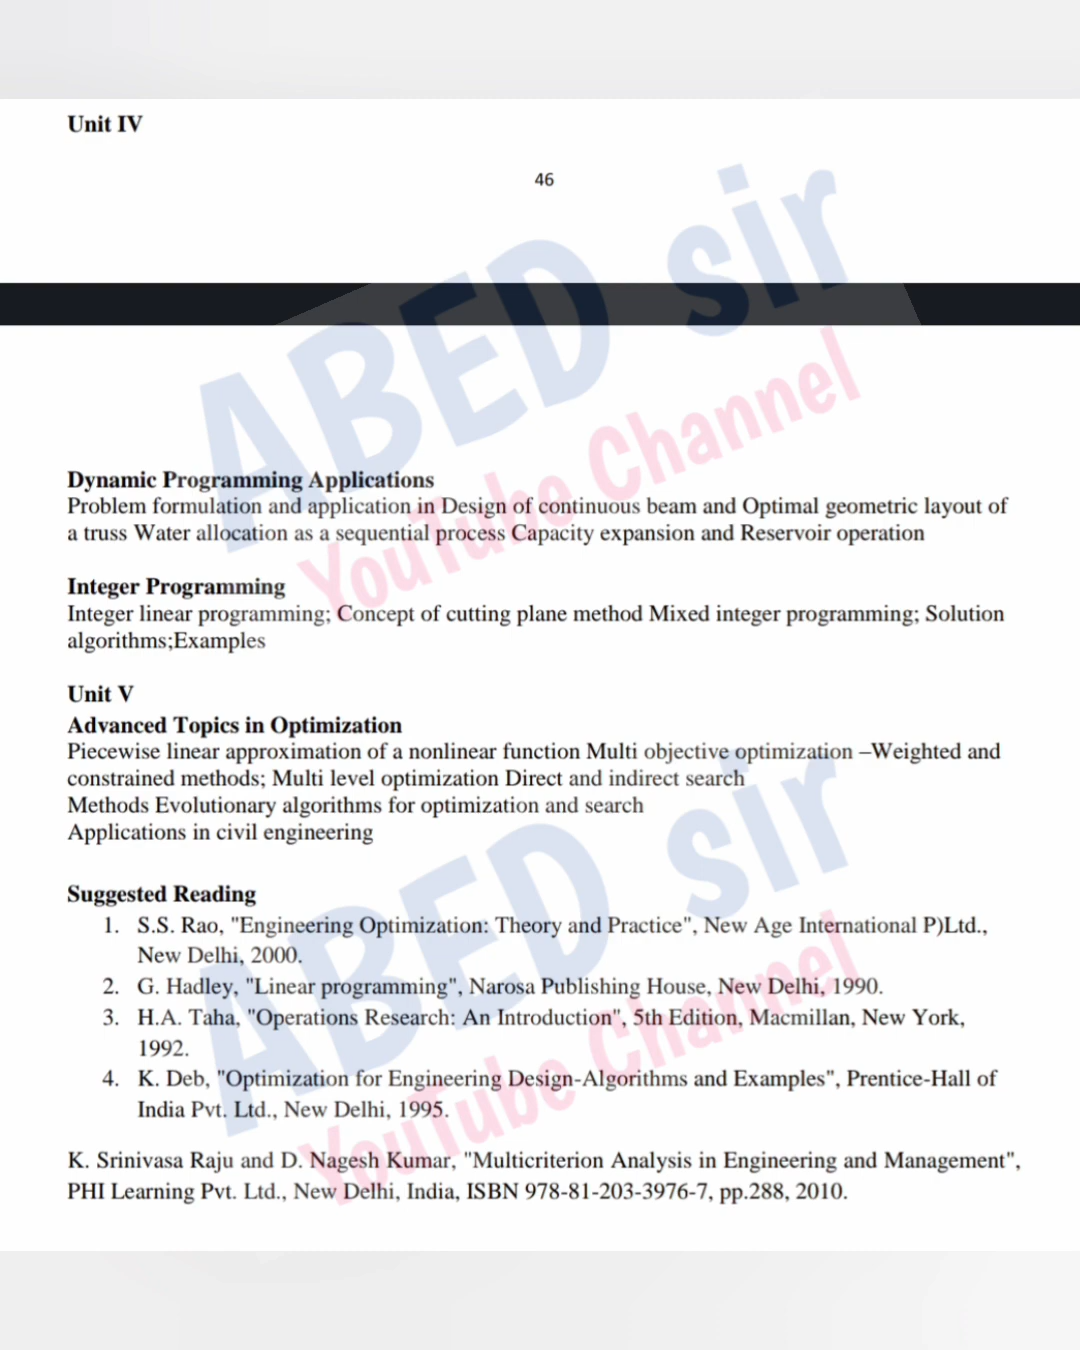 Unit IV
46
ABED sir
YouTube Channel
Dynamic Programming Applications
Problem formulation and application in Design of continuous beam and Optimal geometric layout of
a truss Water allocation as a sequential process Capacity expansion and Reservoir operation
Integer Programming
Integer linear programming; Concept of cutting plane method Mixed integer programming; Solution
algorithms;Examples
Unit V
Advanced Topics in Optimization
Piecewise linear approximation of a nonlinear function Multi objective optimization –Weighted and
constrained methods; Multi level optimization Direct and indirect search
Methods Evolutionary algorithms for optimization and search
Applications in civil engineering
ABED sir
YouTube Channel
Suggested Reading
1. S.S. Rao, "Engineering Optimization: Theory and Practice", New Age International P)Ltd.,
New Delhi, 2000.
2. G. Hadley, "Linear programming", Narosa Publishing House, New Delhi, 1990.
3. H.A. Taha, "Operations Research: An Introduction", 5th Edition, Macmillan, New York,
1992.
4. K. Deb, "Optimization for Engineering Design-Algorithms and Examples", Prentice-Hall of
India Pvt. Ltd., New Delhi, 1995.
K. Srinivasa Raju and D. Nagesh Kumar, "Multicriterion Analysis in Engineering and Management",
PHI Learning Pvt. Ltd., New Delhi, India, ISBN 978-81-203-3976-7, pp.288, 2010.